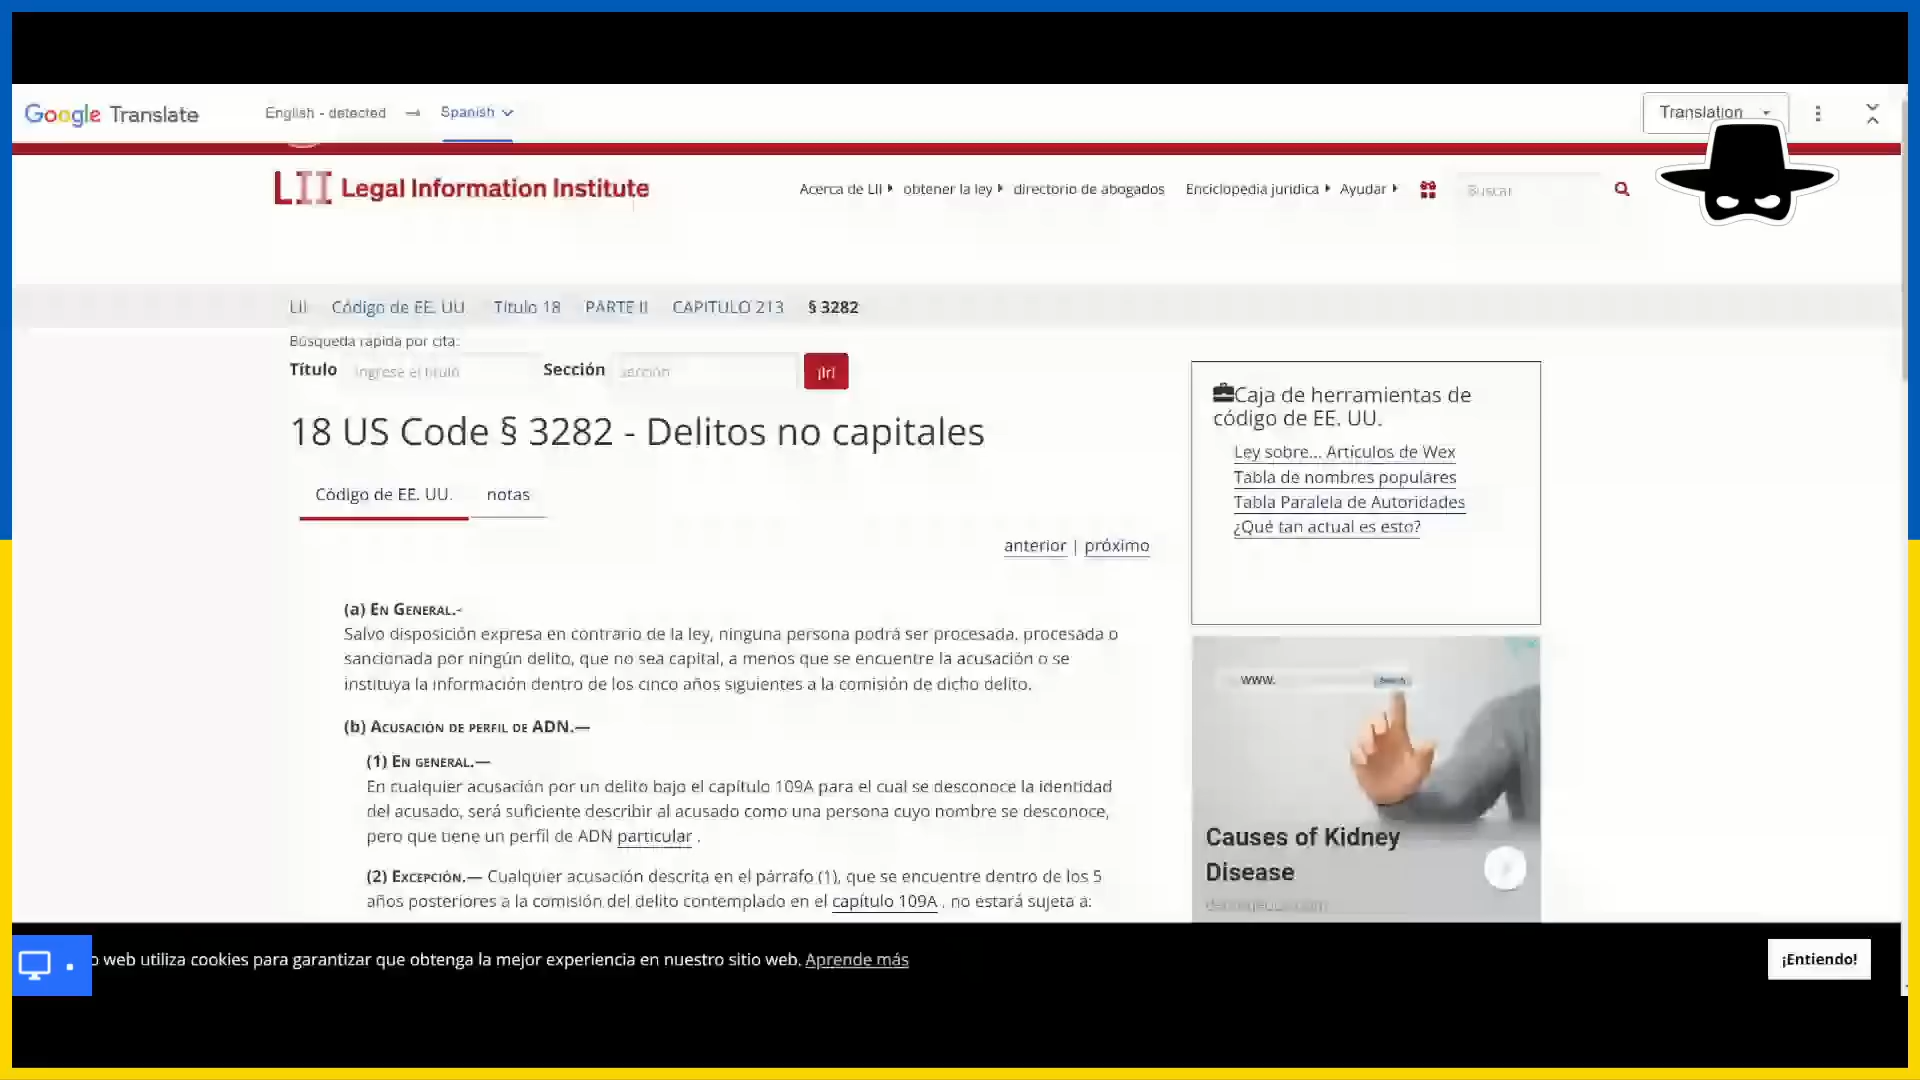 Google Translate
English - detected → Spanish
Translation
LII Legal Information Institute
Acerca de LII obtener la ley directorio de abogados Enciclopedia jurídica Ayudar Buscar
LII Código de EE. UU Título 18 PARTE II CAPITULO 213 § 3282
Búsqueda rápida por cita:
Título ingrese el título Sección sección ¡Ir!
18 US Code § 3282 - Delitos no capitales
Código de EE. UU. notas
anterior | próximo
(a) En General.-
Salvo disposición expresa en contrario de la ley, ninguna persona podrá ser procesada, procesada o
sancionada por ningún delito, que no sea capital, a menos que se encuentre la acusación o se
instituya la información dentro de los cinco años siguientes a la comisión de dicho delito.
(b) Acusación de perfil de ADN.—
(1) En general.—
En cualquier acusación por un delito bajo el capítulo 109A para el cual se desconoce la identidad
del acusado, será suficiente describir al acusado como una persona cuyo nombre se desconoce,
pero que tiene un perfil de ADN particular .
(2) Excepción.— Cualquier acusación descrita en el párrafo (1), que se encuentre dentro de los 5
años posteriores a la comisión del delito contemplado en el capítulo 109A , no estará sujeta a:
Caja de herramientas de
código de EE. UU.
Ley sobre... Artículos de Wex
Tabla de nombres populares
Tabla Paralela de Autoridades
¿Qué tan actual es esto?
www. Search
Causes of Kidney
Disease
o web utiliza cookies para garantizar que obtenga la mejor experiencia en nuestro sitio web. Aprende más
¡Entiendo!